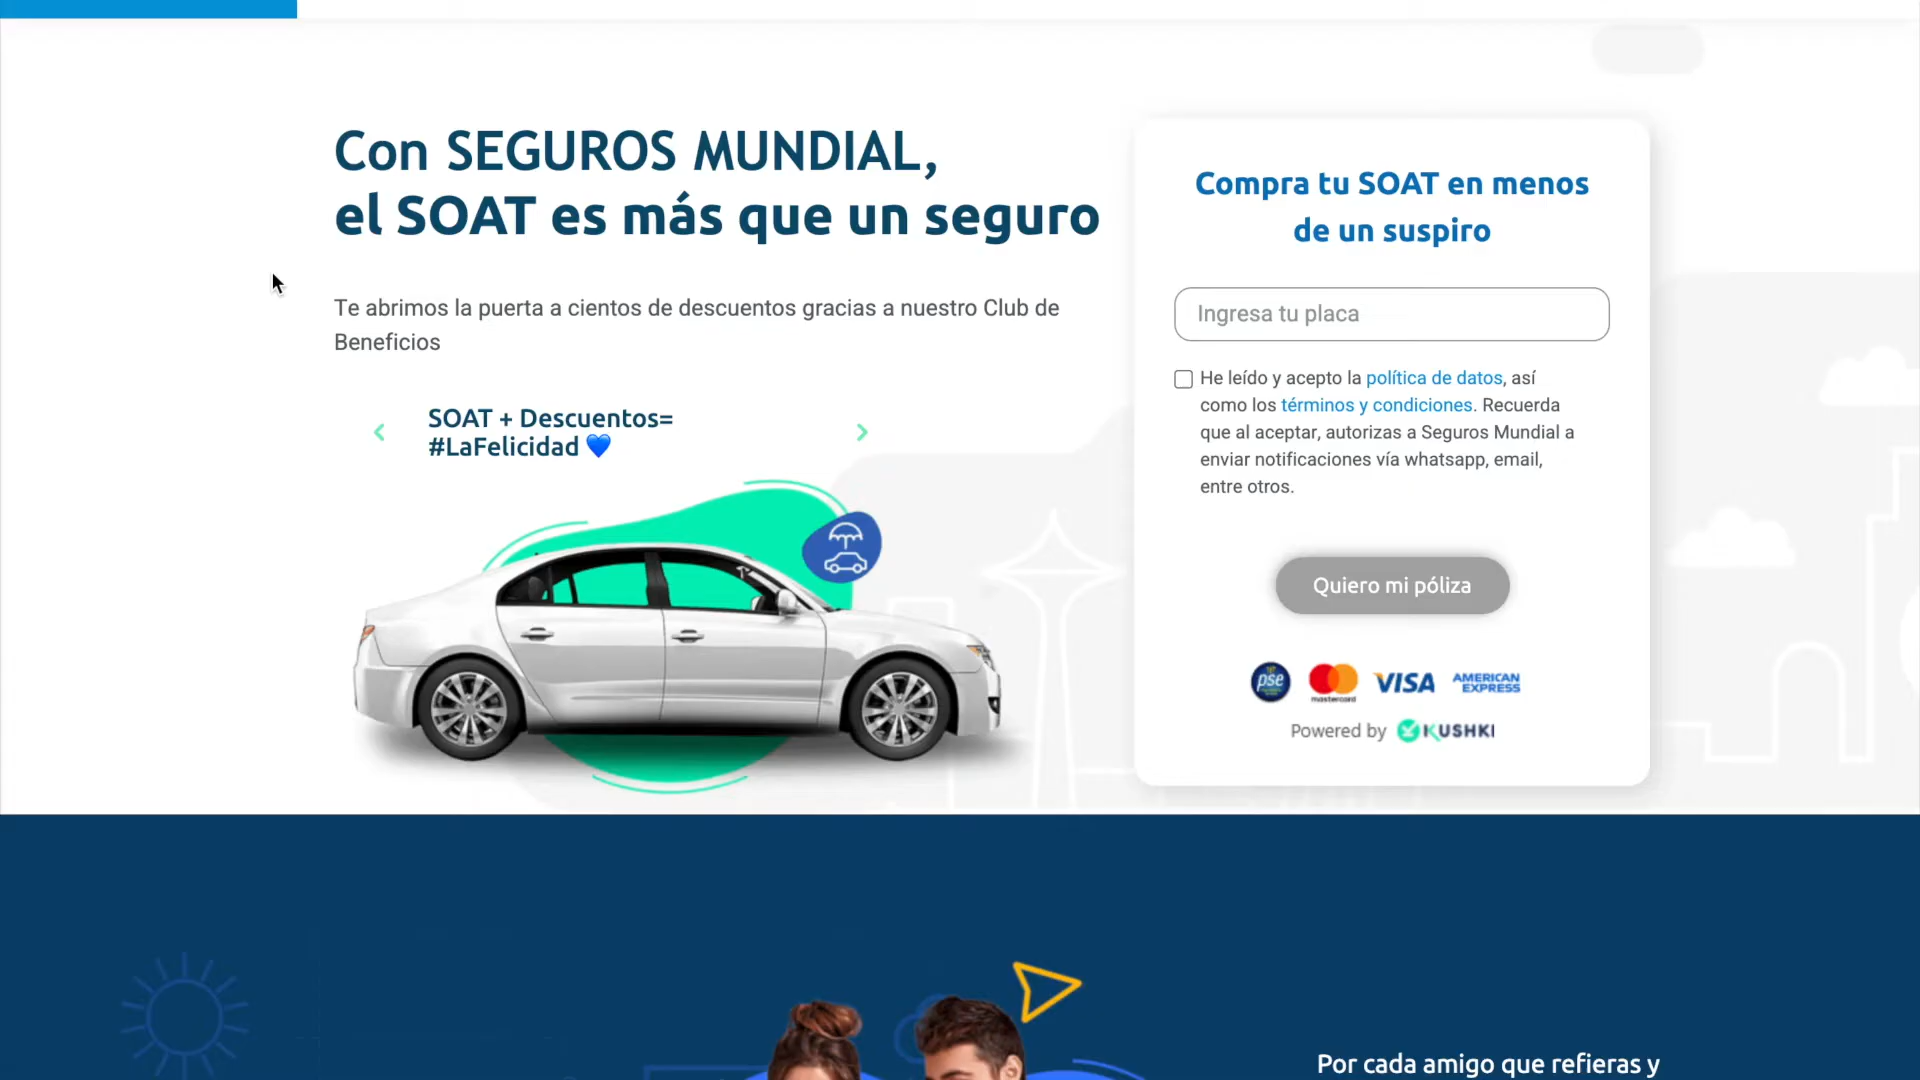 Con SEGUROS MUNDIAL,
el SOAT es más que un seguro
Te abrimos la puerta a cientos de descuentos gracias a nuestro Club de
Beneficios
SOAT + Descuentos=
#LaFelicidad 💙
Compra tu SOAT en menos
de un suspiro
Ingresa tu placa
He leído y acepto la política de datos, así
como los términos y condiciones. Recuerda
que al aceptar, autorizas a Seguros Mundial a
enviar notificaciones vía whatsapp, email,
entre otros.
Quiero mi póliza
pse mastercard VISA AMERICAN EXPRESS
Powered by KUSHKI
Por cada amigo que refieras y